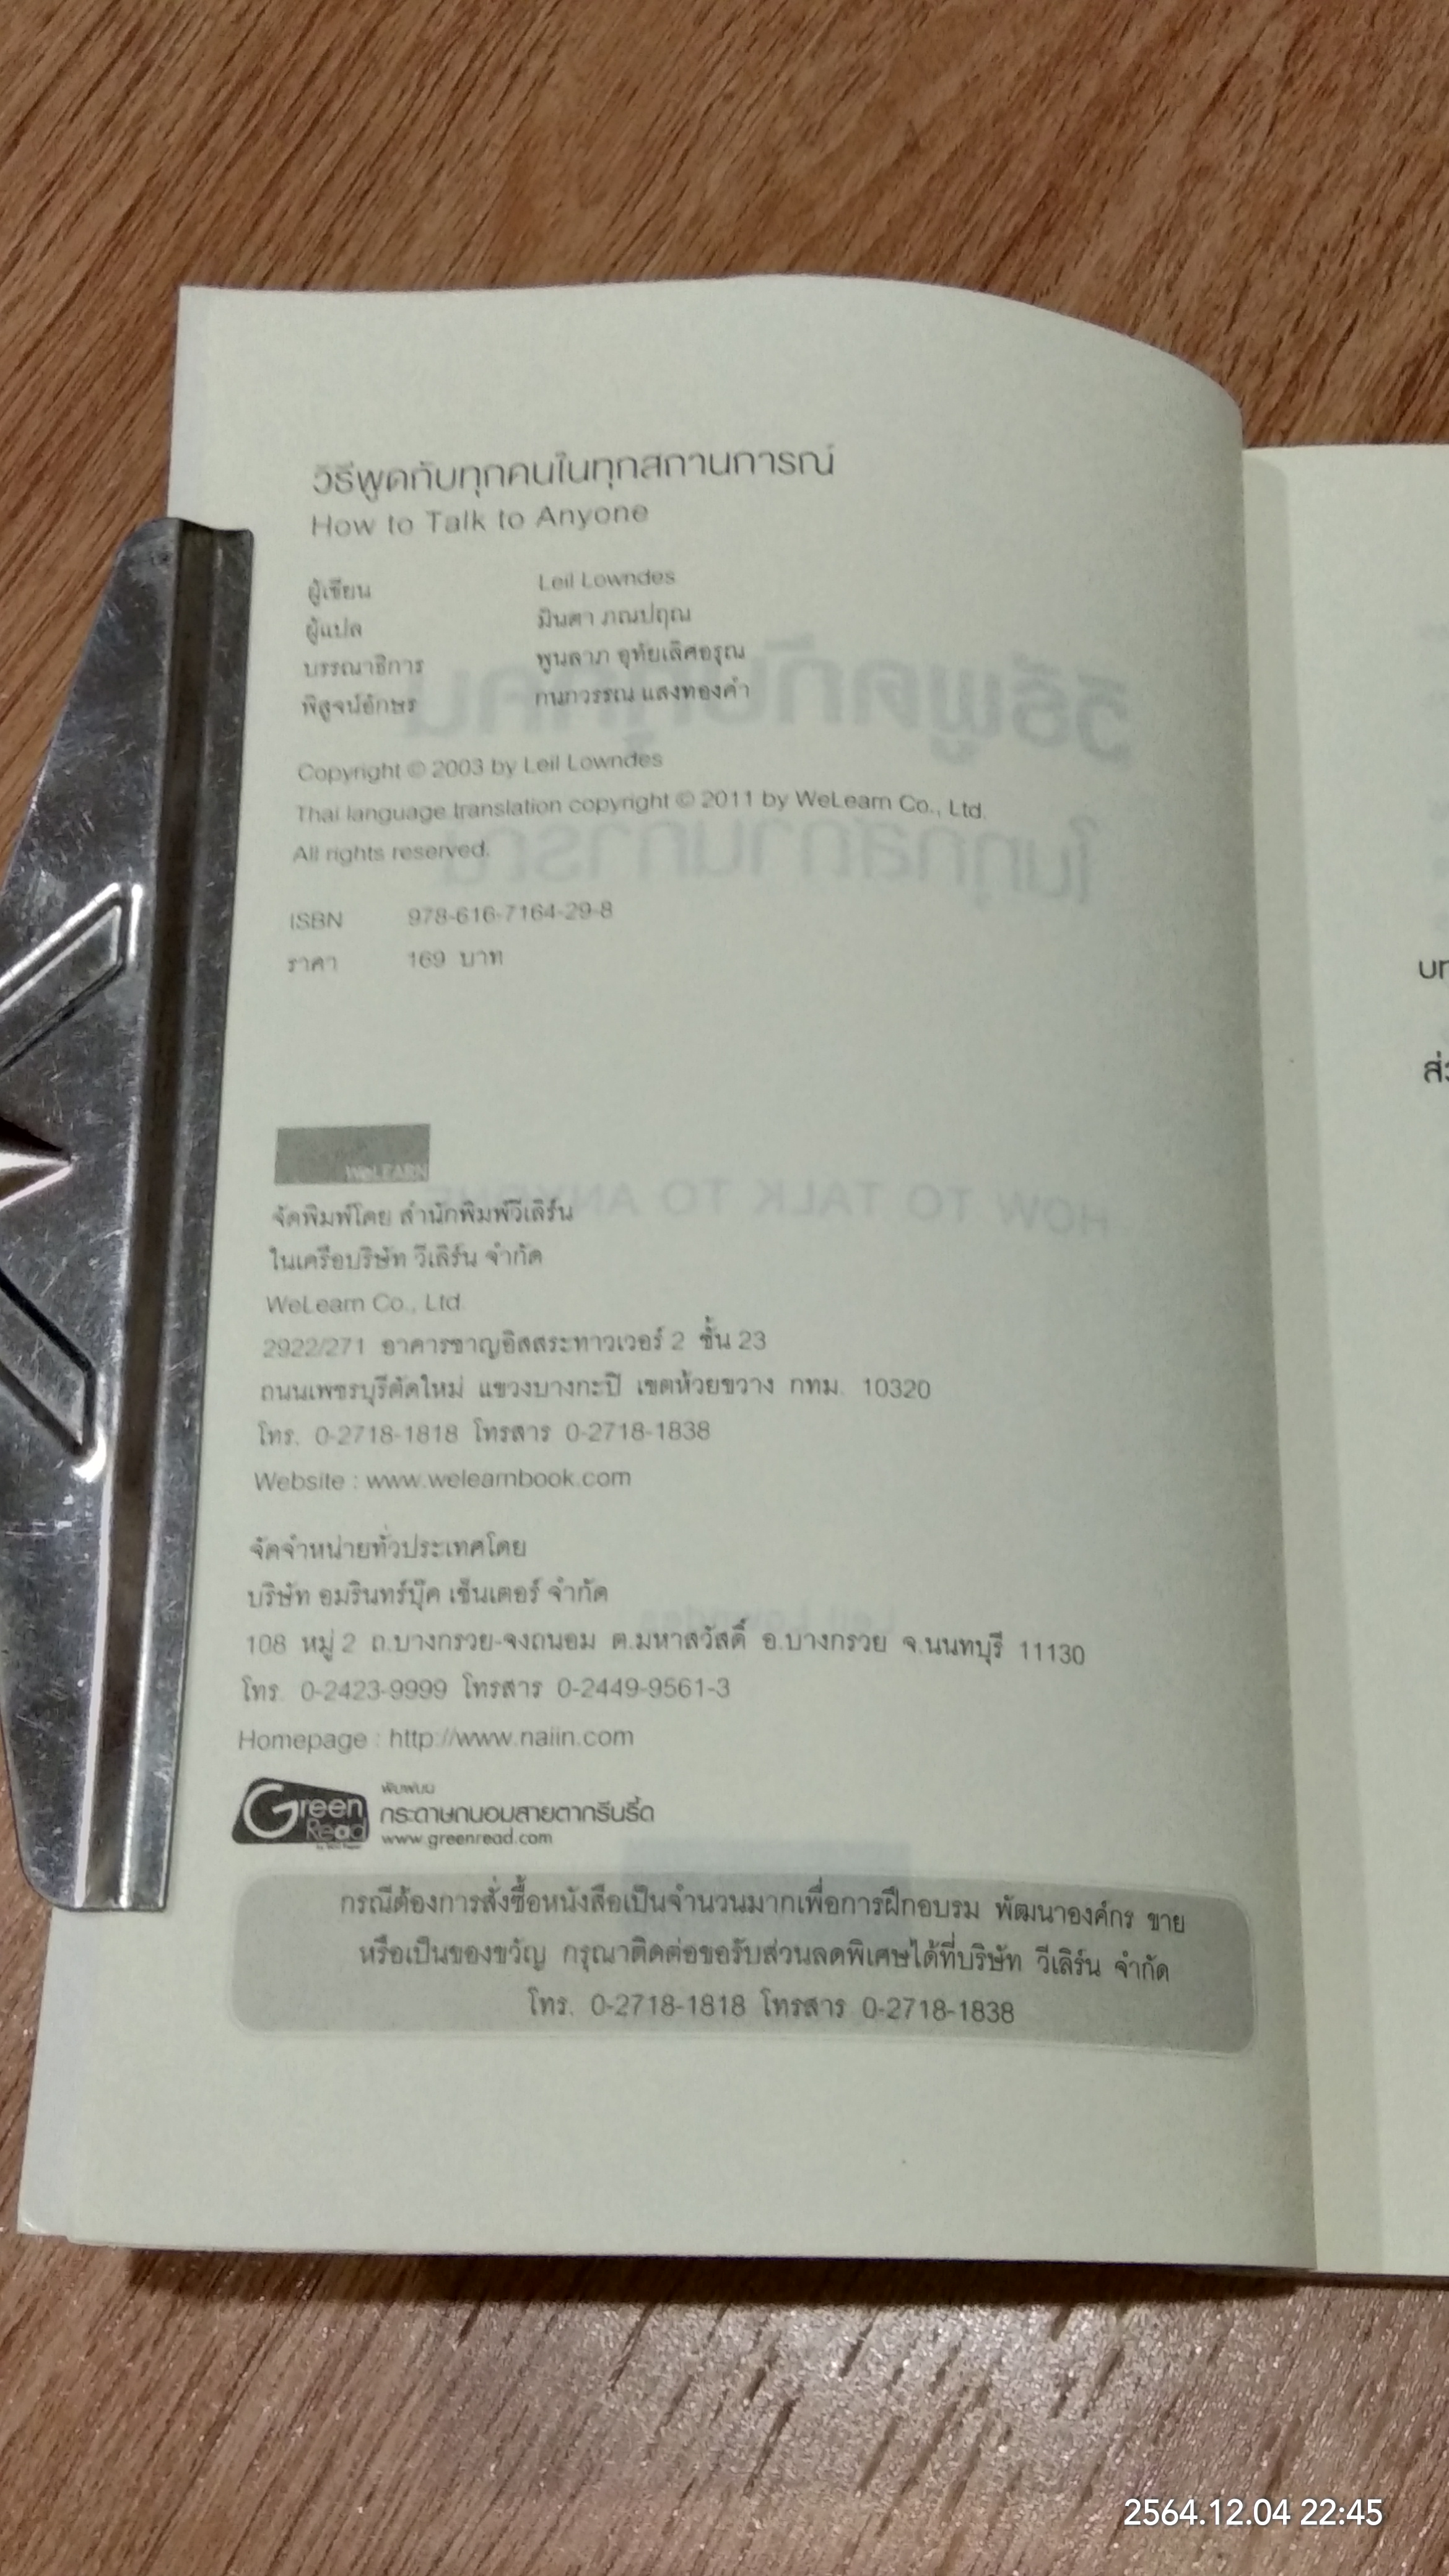 วิธีพูดกับทุกคนในทุกสถานการณ์
How to Talk to Anyone
ผู้เขียน Leil Lowndes
ผู้แปล มินตา ภณปฤณ
บรรณาธิการ พูนลาภ อุทัยเลิศอรุณ
พิสูจน์อักษร กนกวรรณ แสงทองคำ
Copyright © 2003 by Leil Lowndes
Thai language translation copyright © 2011 by WeLearn Co., Ltd.
All rights reserved.
ISBN 978-616-7164-29-8
ราคา 169 บาท
WeLEARN
จัดพิมพ์โดย สำนักพิมพ์วีเลิร์น
ในเครือบริษัท วีเลิร์น จำกัด
WeLearn Co., Ltd.
2922/271 อาคารชาญอิสสระทาวเวอร์ 2 ชั้น 23
ถนนเพชรบุรีตัดใหม่ แขวงบางกะปิ เขตห้วยขวาง กทม. 10320
โทร. 0-2718-1818 โทรสาร 0-2718-1838
Website : www.welearnbook.com
จัดจำหน่ายทั่วประเทศโดย
บริษัท อมรินทร์บุ๊ค เซ็นเตอร์ จำกัด
108 หมู่ 2 ถ.บางกรวย-จงถนอม ต.มหาสวัสดิ์ อ.บางกรวย จ.นนทบุรี 11130
โทร. 0-2423-9999 โทรสาร 0-2449-9561-3
Homepage : http://www.naiin.com
Green Read
พิมพ์บน
กระดาษถนอมสายตากรีนรี้ด
www.greenread.com
กรณีต้องการสั่งซื้อหนังสือเป็นจำนวนมากเพื่อการฝึกอบรม พัฒนาองค์กร ขาย
หรือเป็นของขวัญ กรุณาติดต่อขอรับส่วนลดพิเศษได้ที่บริษัท วีเลิร์น จำกัด
โทร. 0-2718-1818 โทรสาร 0-2718-1838
2564.12.04 22:45